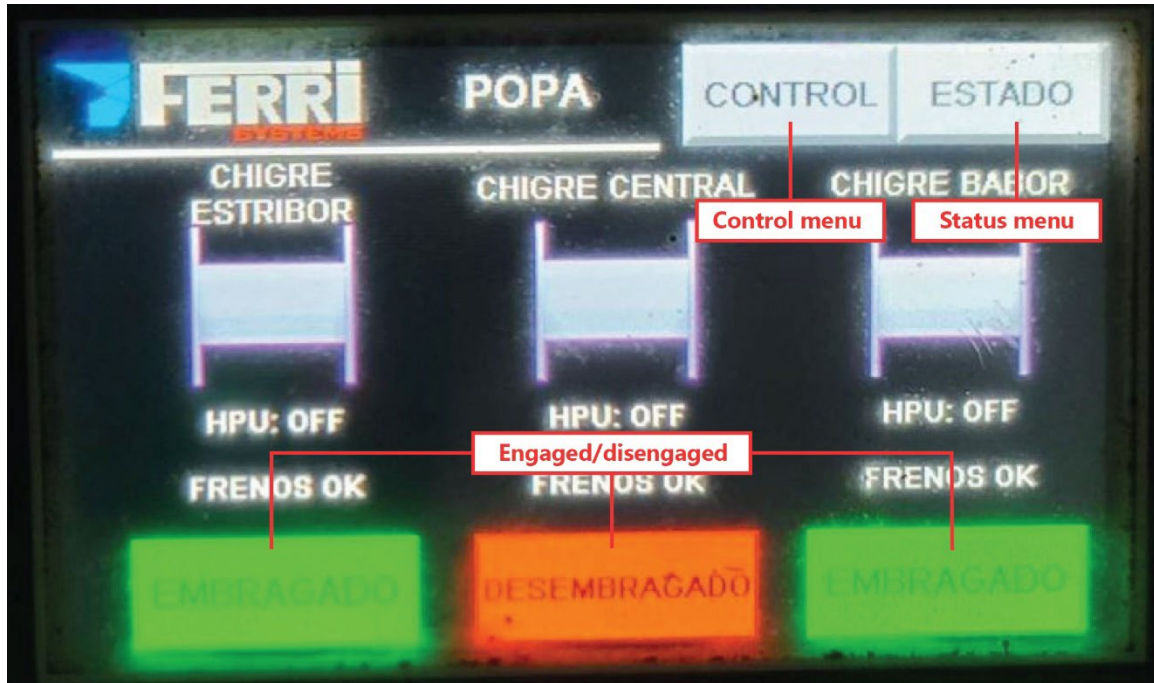 FERRI
SYSTEMS
POPA
CONTROL
ESTADO
CHIGRE
ESTRIBOR
CHIGRE CENTRAL
CHIGRE BABOR
Control menu
Status menu
HPU: OFF
HPU: OFF
HPU: OFF
Engaged/disengaged
FRENOS OK
FRENOS OK
FRENOS OK
EMBRAGADO
DESEMBRAGADO
EMBRAGADO